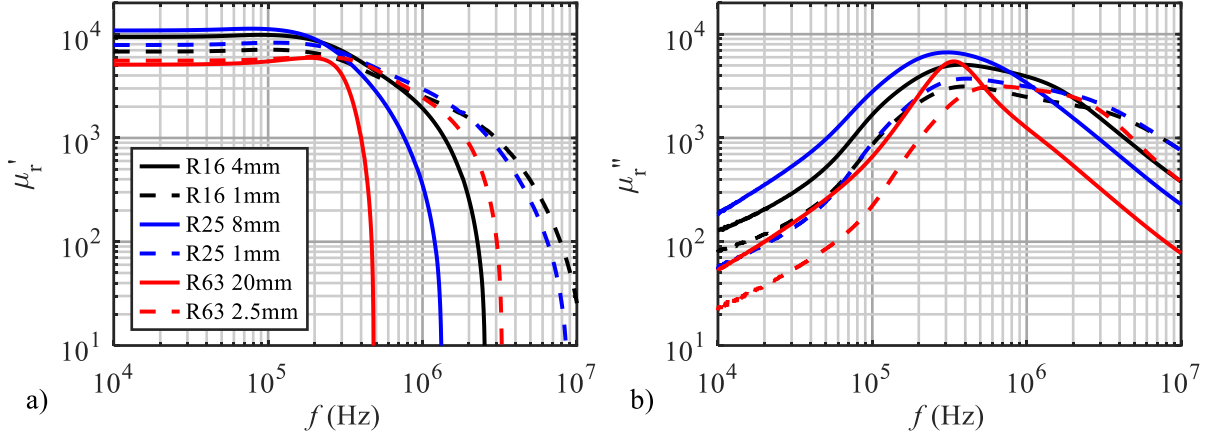 10^4
10^3
10^2
10^1
μr'
R16 4mm
R16 1mm
R25 8mm
R25 1mm
R63 20mm
R63 2.5mm
10^4 10^5 10^6 10^7
f (Hz)
a)
10^4
10^3
10^2
10^1
μr''
10^4 10^5 10^6 10^7
f (Hz)
b)